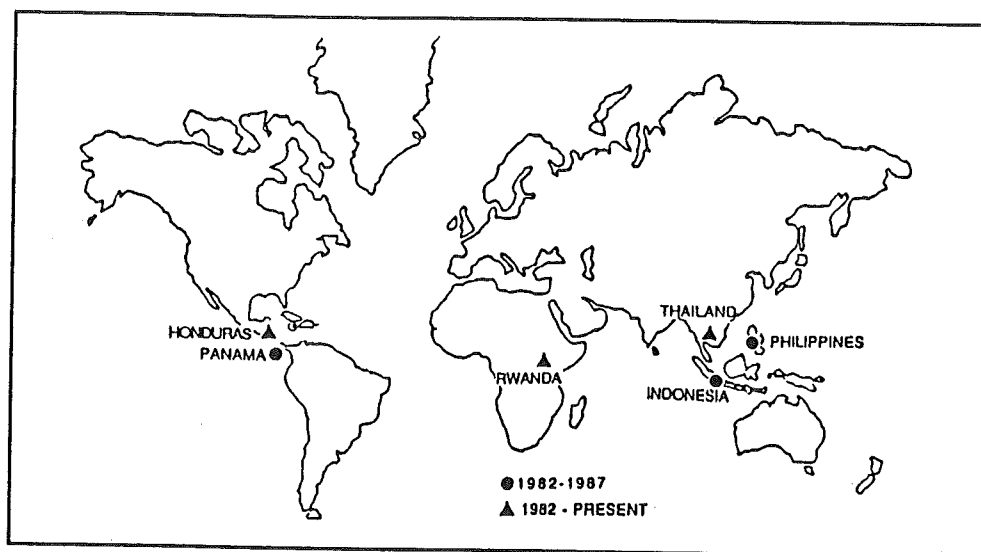 THAILAND
HONDURAS
PHILIPPINES
PANAMA
RWANDA
INDONESIA
1982-1987
1982 - PRESENT